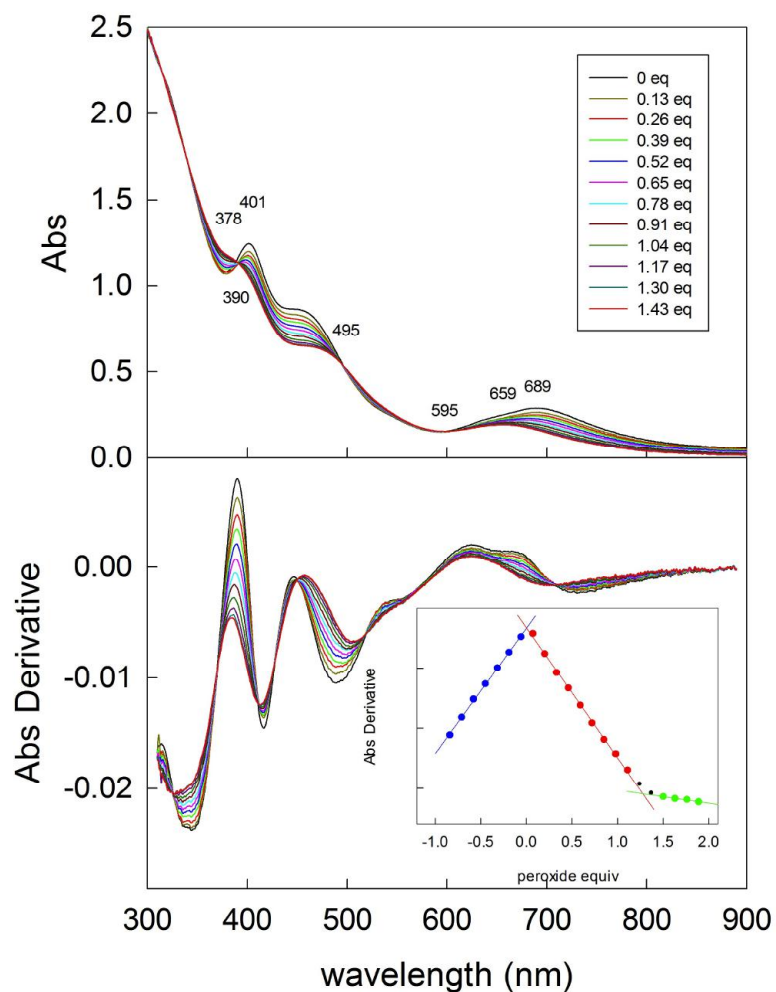 2.5
2.0
1.5
1.0
0.5
0.0
Abs
378
401
390
495
595
659
689
0 eq
0.13 eq
0.26 eq
0.39 eq
0.52 eq
0.65 eq
0.78 eq
0.91 eq
1.04 eq
1.17 eq
1.30 eq
1.43 eq
0.00
-0.01
-0.02
Abs Derivative
Abs Derivative
-1.0 -0.5 0.0 0.5 1.0 1.5 2.0
peroxide equiv
300 400 500 600 700 800 900
wavelength (nm)